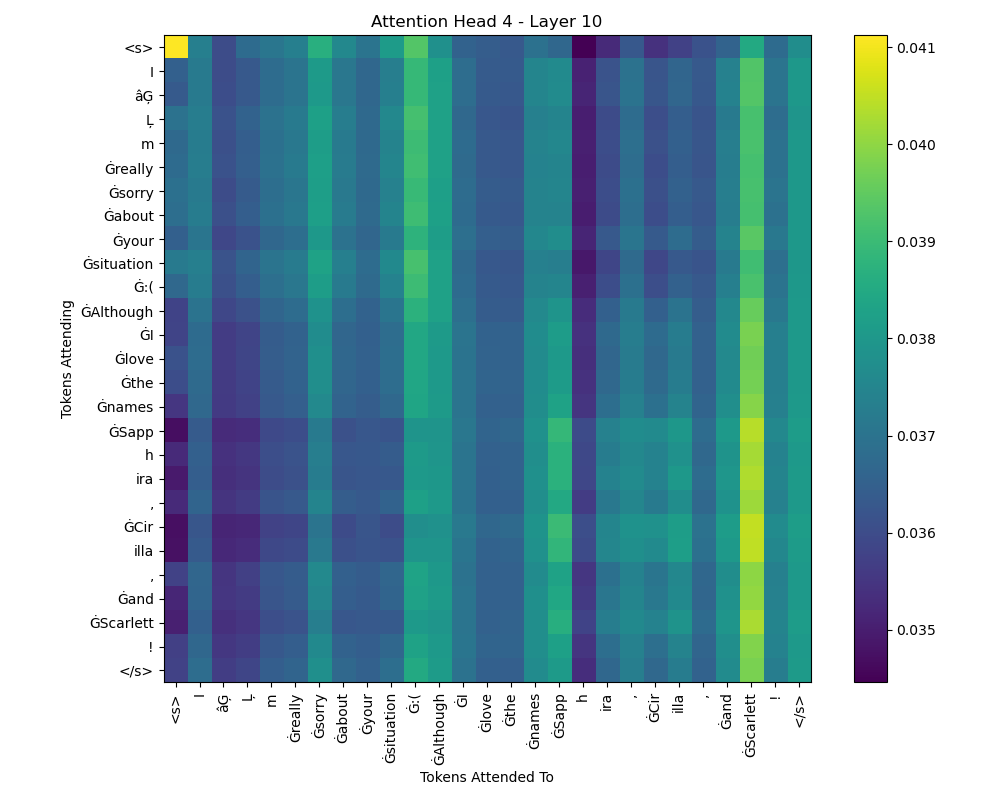 Attention Head 4 - Layer 10
Tokens Attending
<s>
I
âĢ
Ļ
m
Ġreally
Ġsorry
Ġabout
Ġyour
Ġsituation
Ġ:(
ĠAlthough
ĠI
Ġlove
Ġthe
Ġnames
ĠSapp
h
ira
,
ĠCir
illa
,
Ġand
ĠScarlett
!
</s>
<s>
I
âĢ
Ļ
m
Ġreally
Ġsorry
Ġabout
Ġyour
Ġsituation
Ġ:(
ĠAlthough
ĠI
Ġlove
Ġthe
Ġnames
ĠSapp
h
ira
,
ĠCir
illa
,
Ġand
ĠScarlett
!
</s>
Tokens Attended To
0.041
0.040
0.039
0.038
0.037
0.036
0.035